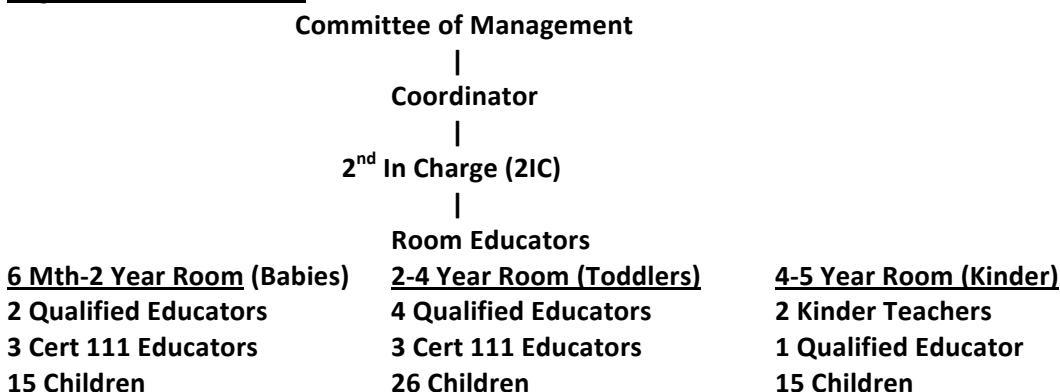 Committee of Management
|
Coordinator
|
2nd In Charge (2IC)
|
Room Educators
6 Mth-2 Year Room (Babies) 2-4 Year Room (Toddlers) 4-5 Year Room (Kinder)
2 Qualified Educators 4 Qualified Educators 2 Kinder Teachers
3 Cert 111 Educators 3 Cert 111 Educators 1 Qualified Educator
15 Children 26 Children 15 Children